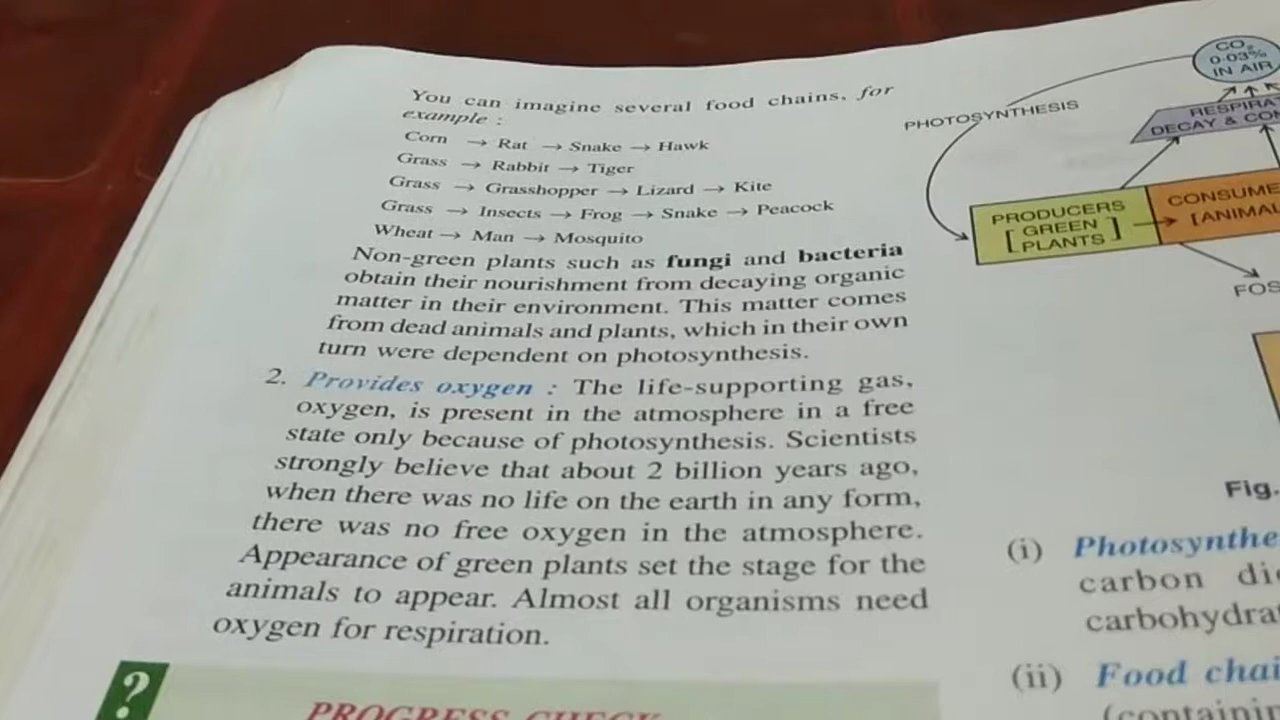 You can imagine several food chains, for
example :
Corn → Rat → Snake → Hawk
Grass → Rabbit → Tiger
Grass → Grasshopper → Lizard → Kite
Grass → Insects → Frog → Snake → Peacock
Wheat → Man → Mosquito
Non-green plants such as fungi and bacteria
obtain their nourishment from decaying organic
matter in their environment. This matter comes
from dead animals and plants, which in their own
turn were dependent on photosynthesis.
2. Provides oxygen : The life-supporting gas,
oxygen, is present in the atmosphere in a free
state only because of photosynthesis. Scientists
strongly believe that about 2 billion years ago,
when there was no life on the earth in any form,
there was no free oxygen in the atmosphere.
Appearance of green plants set the stage for the
animals to appear. Almost all organisms need
oxygen for respiration.
?
PROGRESS CHECK
CO₂
0·03%
IN AIR
PHOTOSYNTHESIS
DECAY &
PRODUCERS
[GREEN
PLANTS]
Fig.
(i)
carbon
(ii) Food